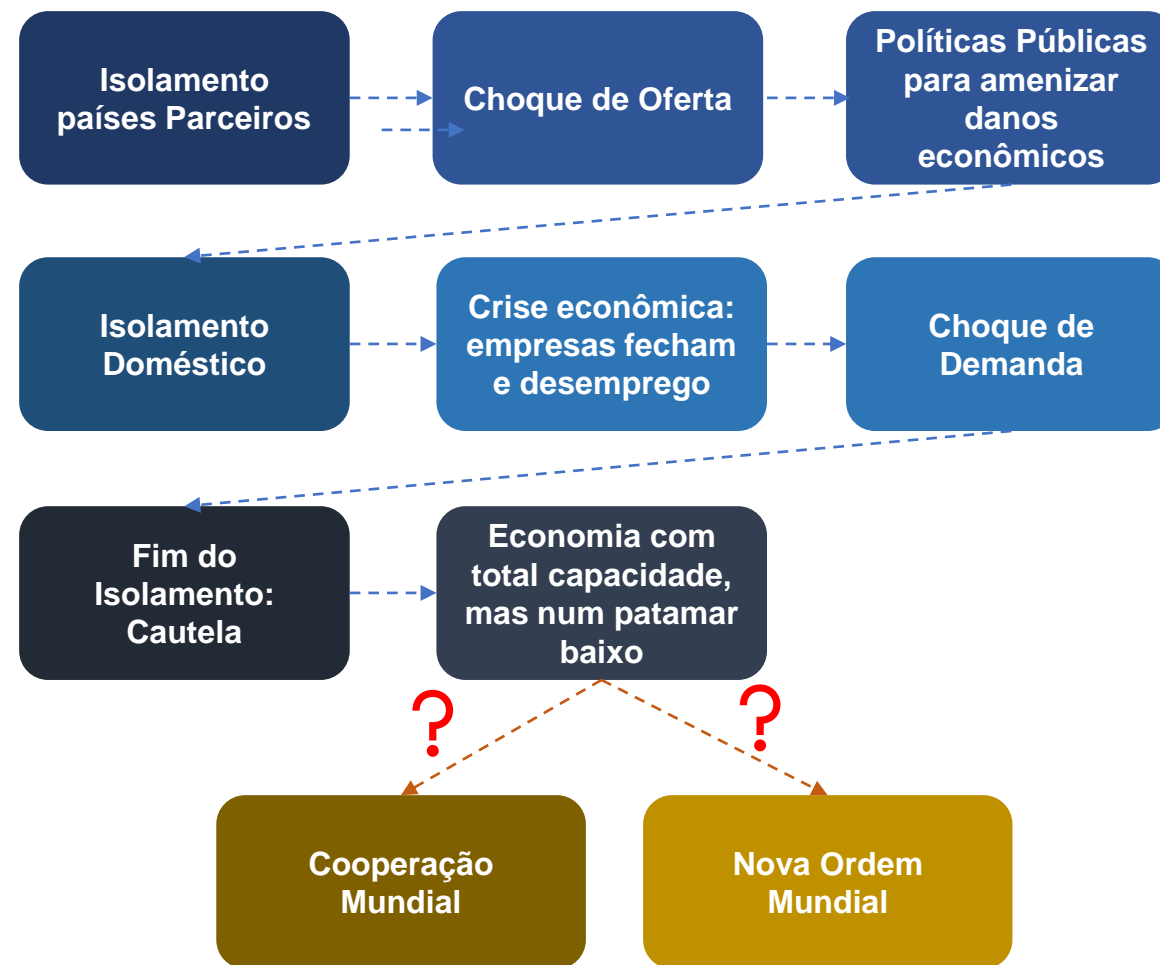 Isolamento
países Parceiros
Choque de Oferta
Políticas Públicas
para amenizar
danos
econômicos
Isolamento
Doméstico
Crise econômica:
empresas fecham
e desemprego
Choque de
Demanda
Fim do
Isolamento:
Cautela
Economia com
total capacidade,
mas num patamar
baixo
?
?
Cooperação
Mundial
Nova Ordem
Mundial